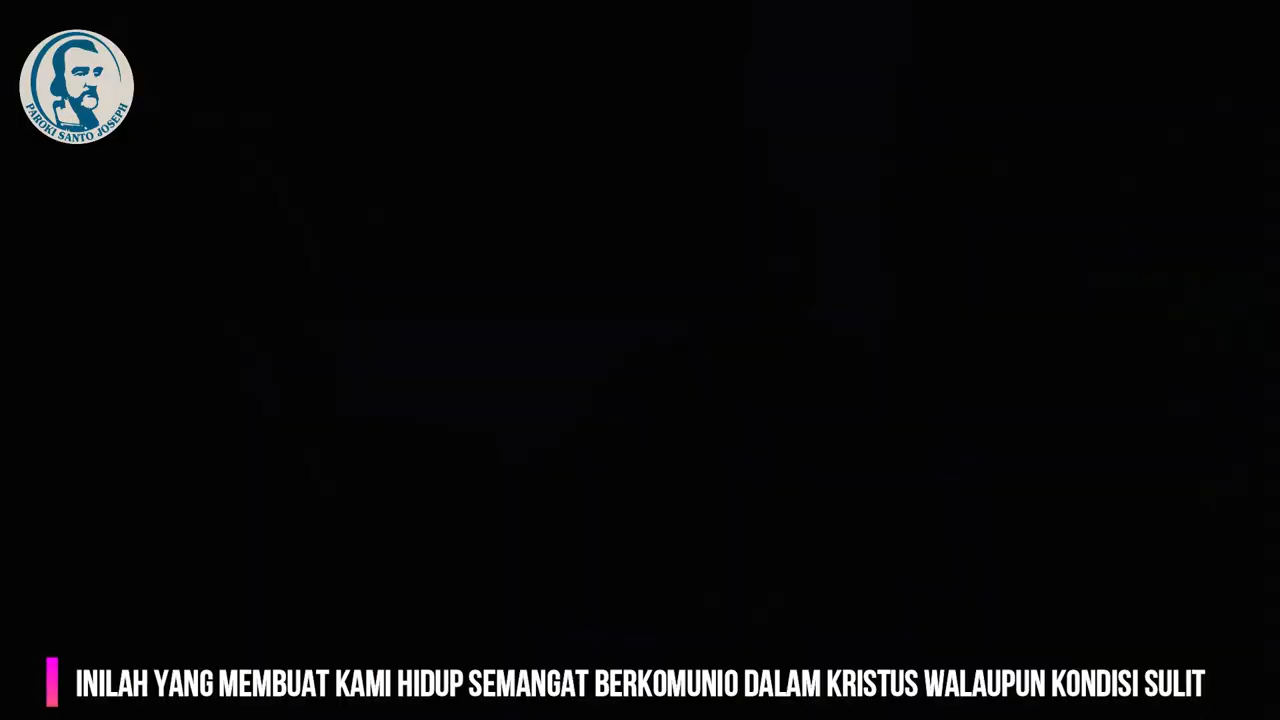 PAROKI SANTO JOSEPH
INILAH YANG MEMBUAT KAMI HIDUP SEMANGAT BERKOMUNIO DALAM KRISTUS WALAUPUN KONDISI SULIT